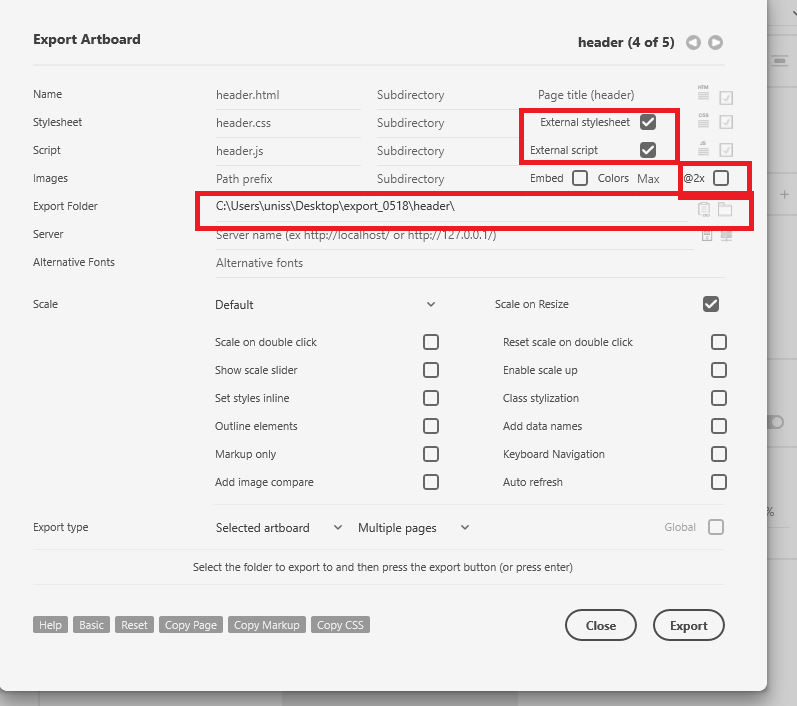 Export Artboard header (4 of 5)
Name header.html Subdirectory Page title (header) HTM
Stylesheet header.css Subdirectory External stylesheet CSS
Script header.js Subdirectory External script JS
Images Path prefix Subdirectory Embed Colors Max @2x
Export Folder C:\Users\uniss\Desktop\export_0518\header\
Server Server name (ex http://localhost/ or http://127.0.0.1/)
Alternative Fonts Alternative fonts
Scale Default Scale on Resize
Scale on double click Reset scale on double click
Show scale slider Enable scale up
Set styles inline Class stylization
Outline elements Add data names
Markup only Keyboard Navigation
Add image compare Auto refresh
%
Export type Selected artboard Multiple pages Global
Select the folder to export to and then press the export button (or press enter)
Help Basic Reset Copy Page Copy Markup Copy CSS Close Export